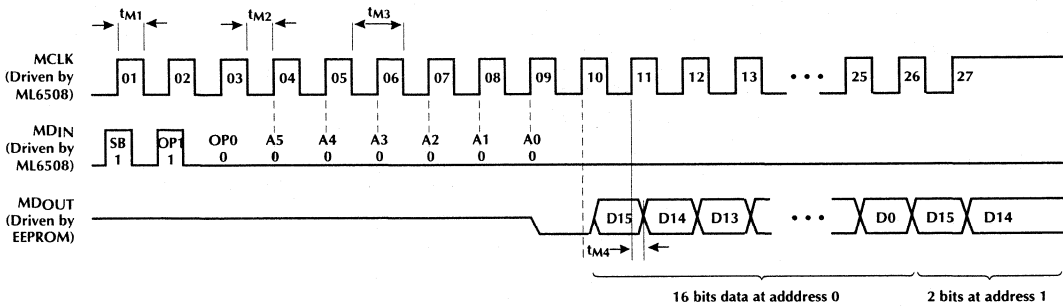 tM1 tM2 tM3
MCLK
(Driven by
ML6508)
01 02 03 04 05 06 07 08 09 10 11 12 13 • • • 25 26 27
MDIN
(Driven by
ML6508)
SB OP1 OP0 A5 A4 A3 A2 A1 A0
1 1 0 0 0 0 0 0 0
MDOUT
(Driven by
EEPROM)
D15 D14 D13 • • • D0 D15 D14
tM4
16 bits data at adddress 0 2 bits at address 1